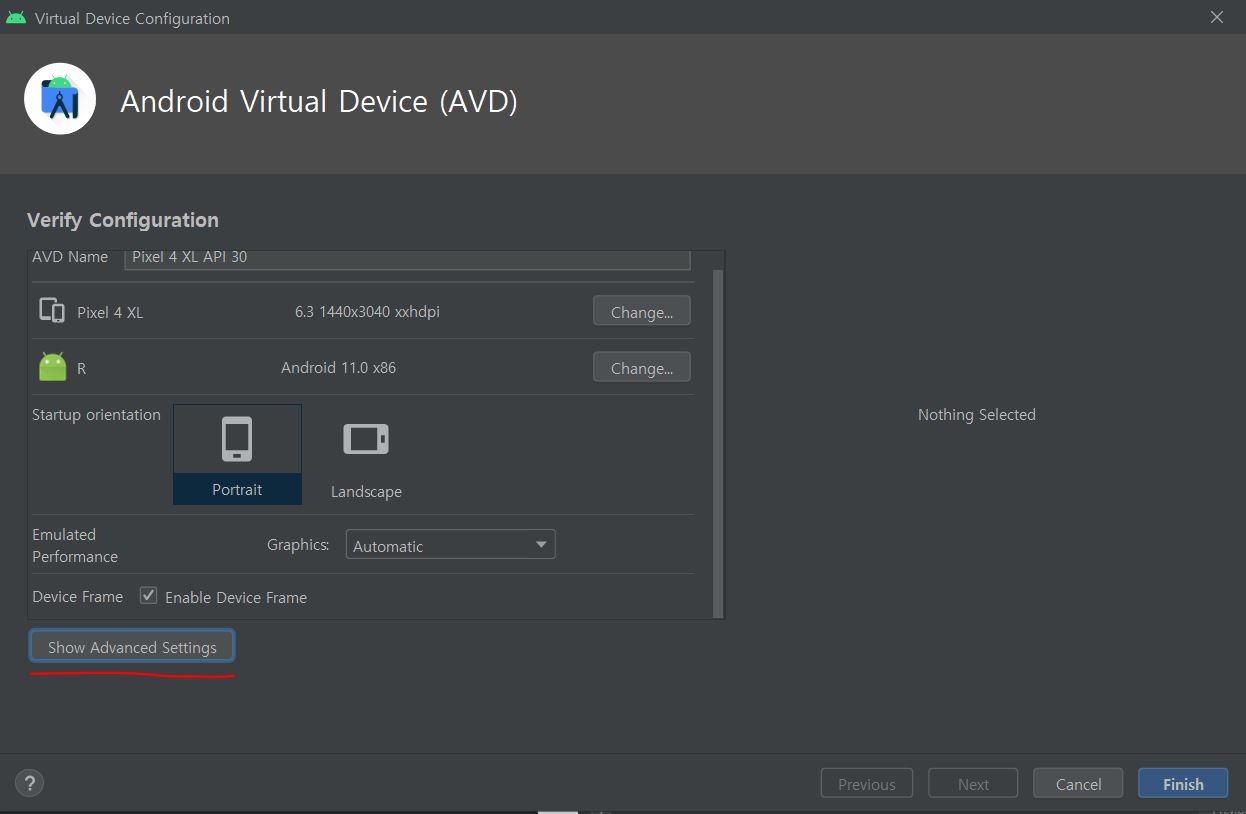 Virtual Device Configuration
Android Virtual Device (AVD)
Verify Configuration
AVD Name Pixel 4 XL API 30
Pixel 4 XL 6.3 1440x3040 xxhdpi Change...
R Android 11.0 x86 Change...
Startup orientation
Portrait
Landscape
Nothing Selected
Emulated
Performance
Graphics: Automatic
Device Frame Enable Device Frame
Show Advanced Settings
? Previous Next Cancel Finish